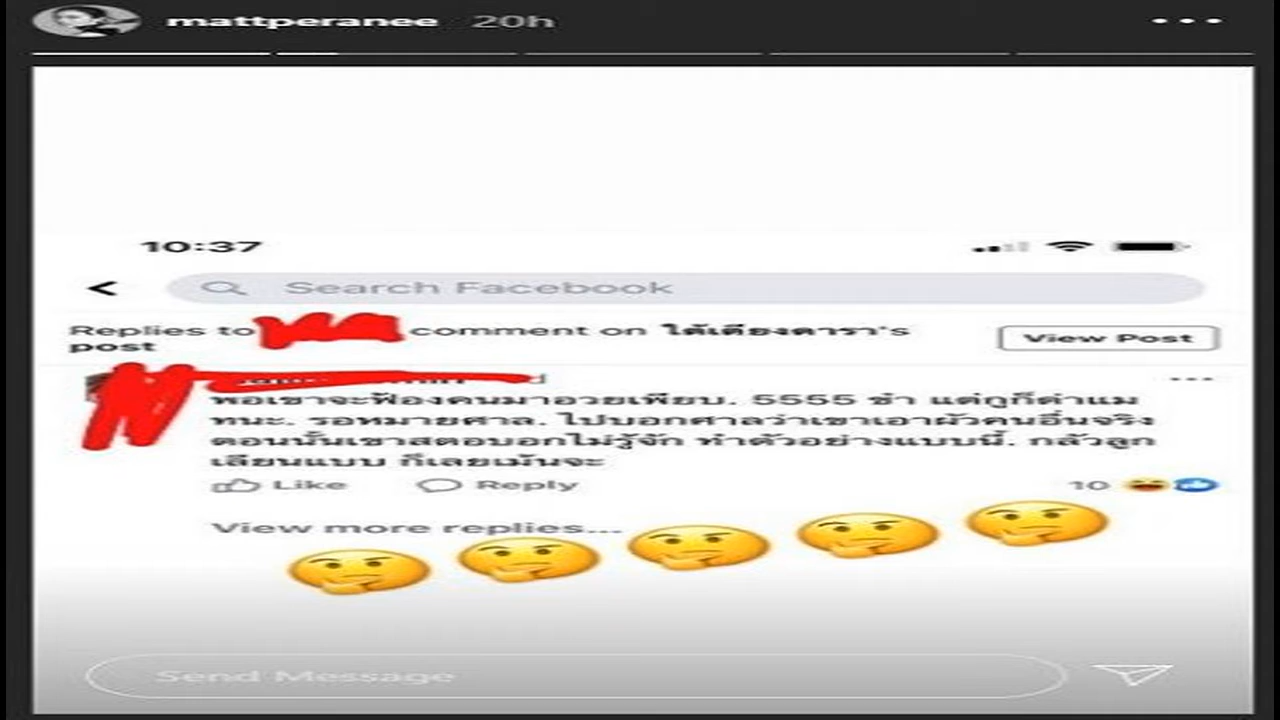 mattperanee 20h
10:37
Search Facebook
Replies to comment on ใต้เตียงดารา's
post
View Post
พอเขาจะฟ้องคนมาอวยเพียบ. 5555 ขำ แต่กูก็ด่าแม
ทนะ. รอหมายศาล. ไปบอกศาลว่าเขาเอาผัวคนอื่นจริง
ตอนนั้นเขาสตอบอกไม่รู้จัก ทำตัวอย่างแบบนี้. กลัวลูก
เลียนแบบ ก็เลยเม้นจะ
Like Reply 10
View more replies...
Send Message